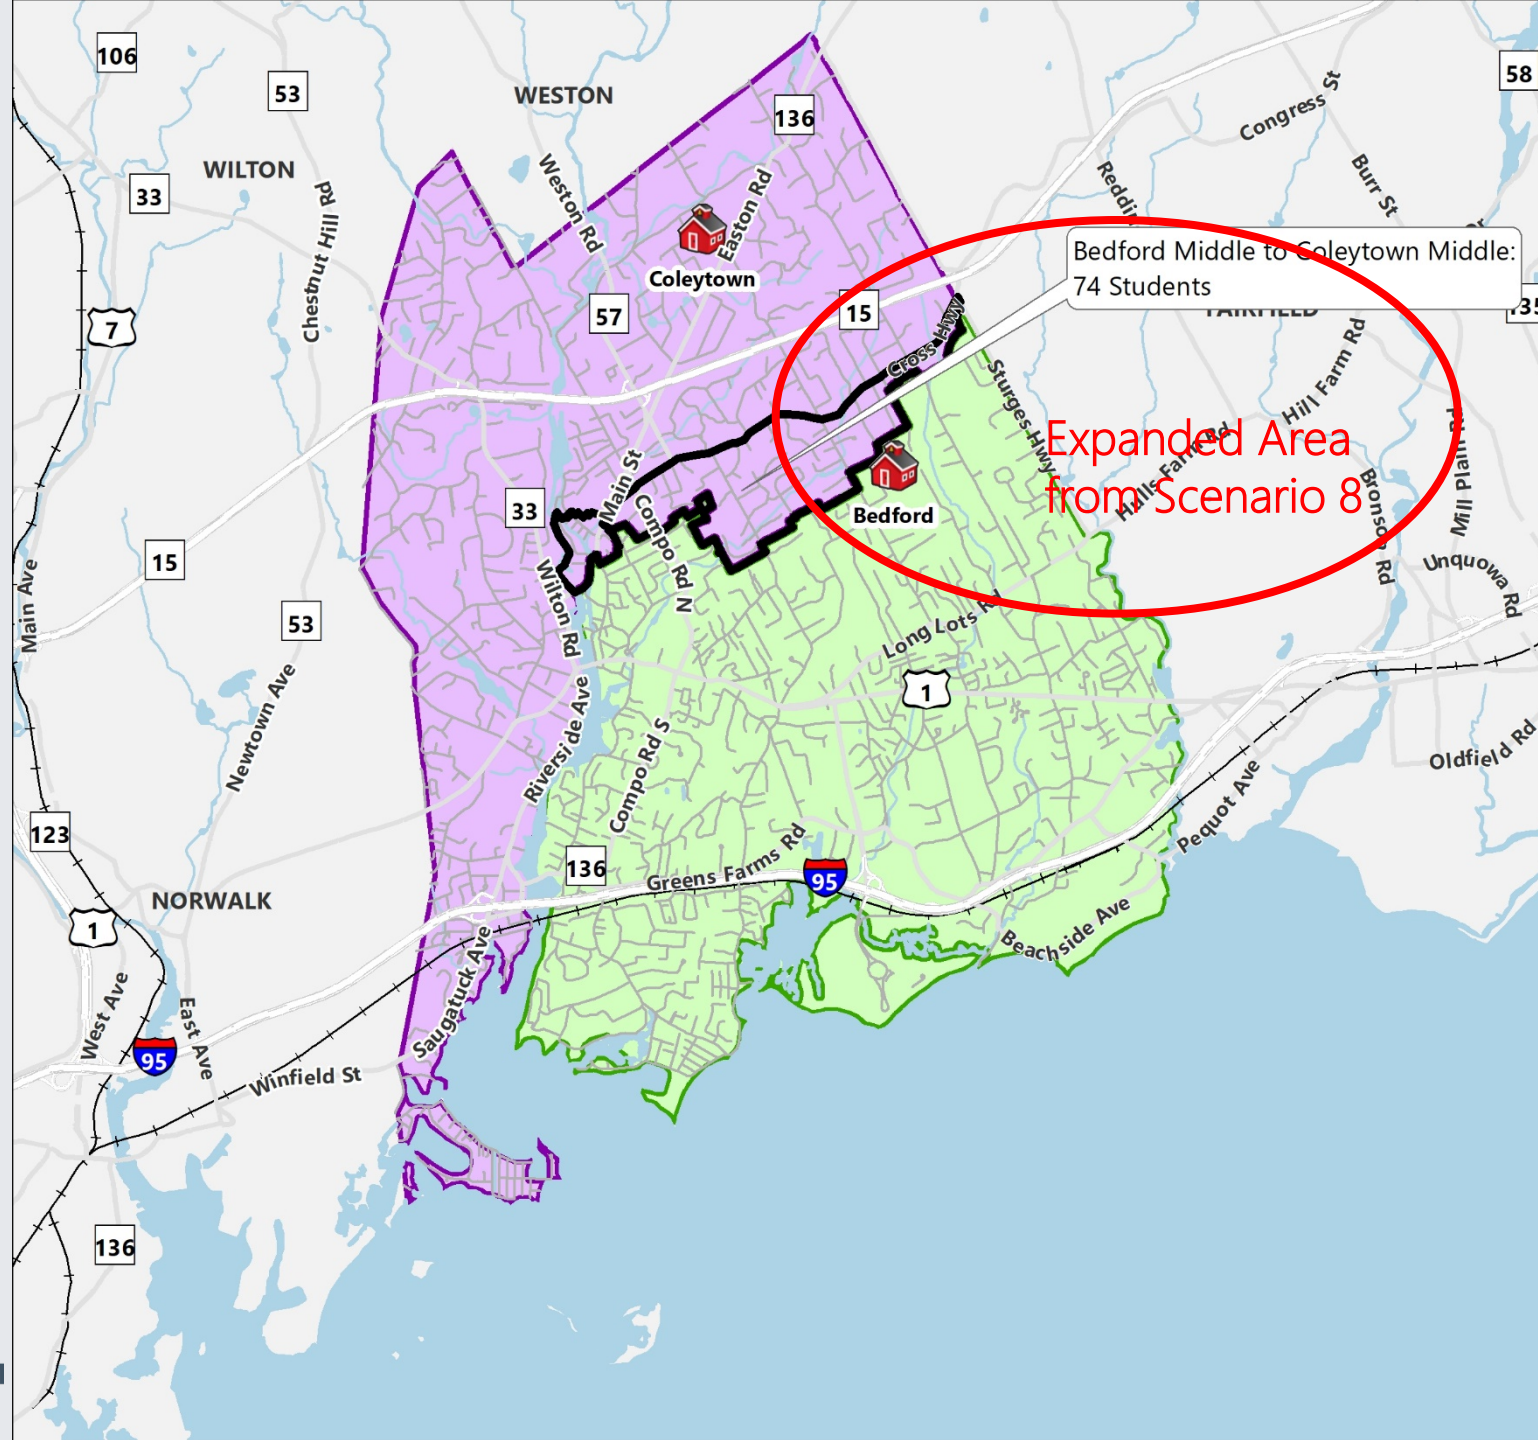 106
53
WESTON
136
58
WILTON
33
Weston Rd
Easton Rd
Congress St
Burr St
Chestnut Hill Rd
Coleytown
Bedford Middle to Coleytown Middle:
74 Students
57
15
7
Cross Hwy
FAIRFIELD
Hill Farm Rd
Sturges Hwy
Expanded Area
from Scenario 8
Hulls Farm Rd
Mill Plain Rd
Bronson Rd
33
Main St
Compo Rd N
Bedford
15
Main Ave
Wilton Rd
Unquowa Rd
53
Long Lots Rd
1
Newtown Ave
Riverside Ave
Compo Rd S
Oldfield Rd
Pequot Ave
123
136
Greens Farms Rd
95
NORWALK
1
Saugatuck Ave
Beachside Ave
West Ave
East Ave
95
Winfield St
136